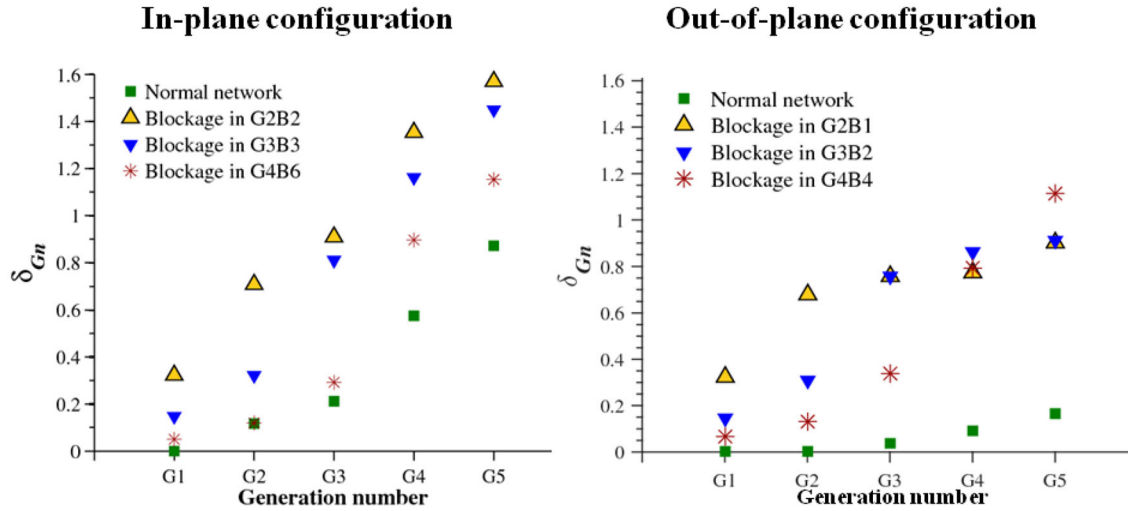 In-plane configuration
1.6
1.4
1.2
1
0.8
0.6
0.4
0.2
0
δGn
Normal network
Blockage in G2B2
Blockage in G3B3
Blockage in G4B6
G1 G2 G3 G4 G5
Generation number
Out-of-plane configuration
1.6
1.4
1.2
1
0.8
0.6
0.4
0.2
0
δGn
Normal network
Blockage in G2B1
Blockage in G3B2
Blockage in G4B4
G1 G2 G3 G4 G5
Generation number